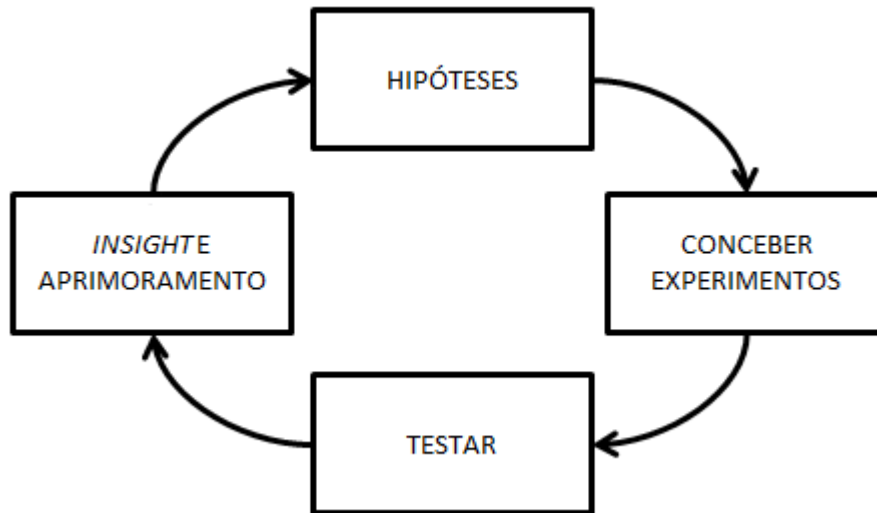 HIPÓTESES
CONCEBER
EXPERIMENTOS
TESTAR
INSIGHT E
APRIMORAMENTO